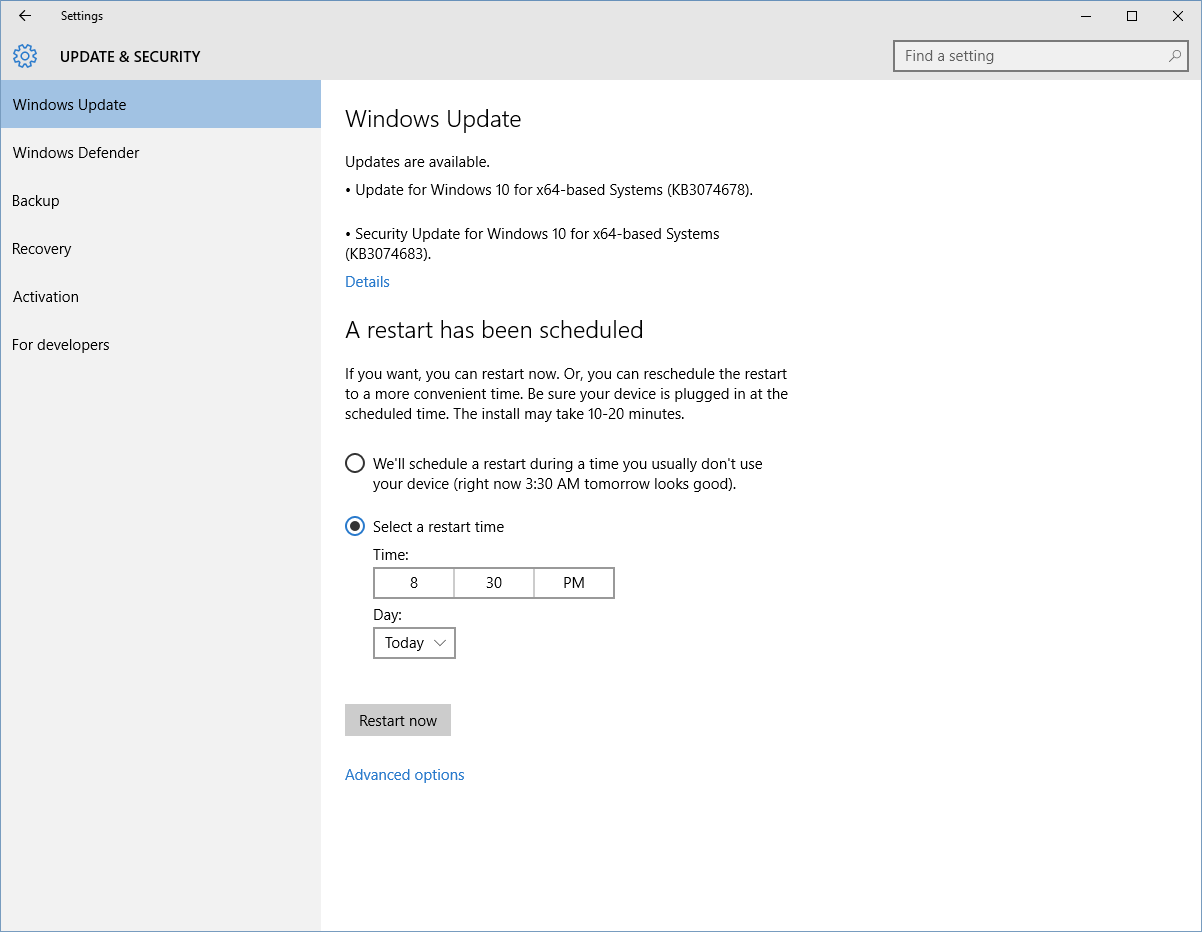 Settings
UPDATE & SECURITY
Find a setting
Windows Update
Windows Defender
Backup
Recovery
Activation
For developers
Windows Update
Updates are available.
• Update for Windows 10 for x64-based Systems (KB3074678).
• Security Update for Windows 10 for x64-based Systems
(KB3074683).
Details
A restart has been scheduled
If you want, you can restart now. Or, you can reschedule the restart
to a more convenient time. Be sure your device is plugged in at the
scheduled time. The install may take 10-20 minutes.
We'll schedule a restart during a time you usually don't use
your device (right now 3:30 AM tomorrow looks good).
Select a restart time
Time:
8 30 PM
Day:
Today
Restart now
Advanced options